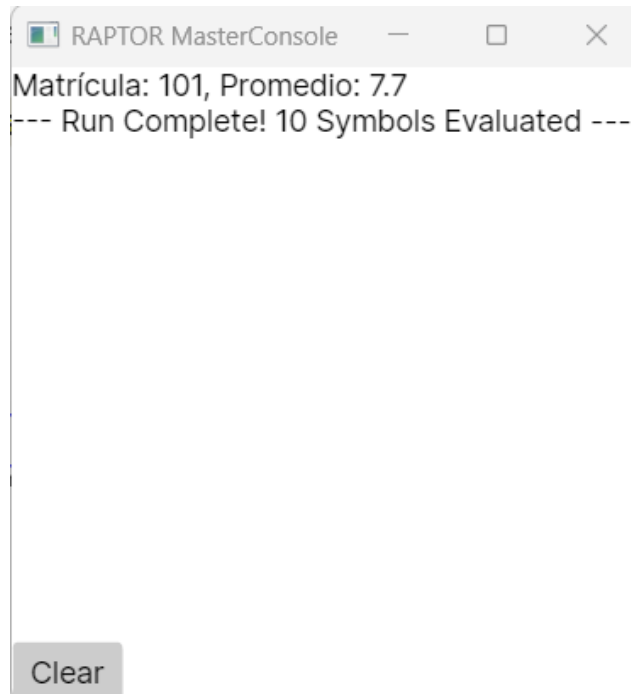 RAPTOR MasterConsole
Matrícula: 101, Promedio: 7.7
--- Run Complete! 10 Symbols Evaluated ---
Clear